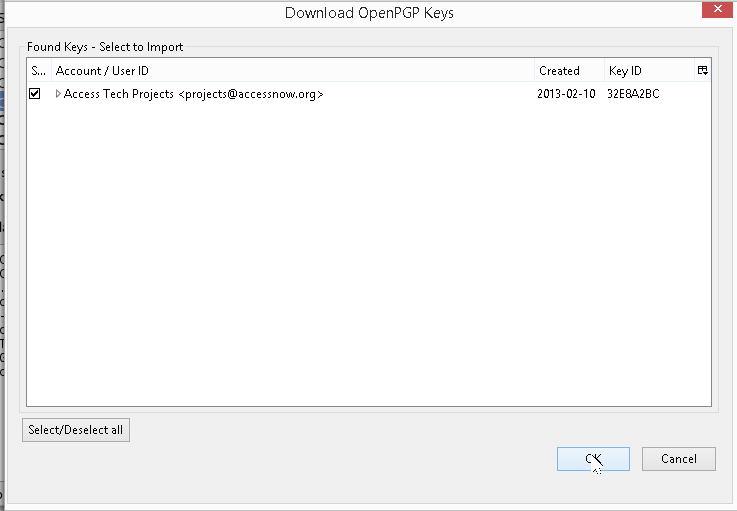 Download OpenPGP Keys
Found Keys - Select to Import
S... Account / User ID Created Key ID
Access Tech Projects <projects@accessnow.org> 2013-02-10 32E8A2BC
Select/Deselect all
OK Cancel